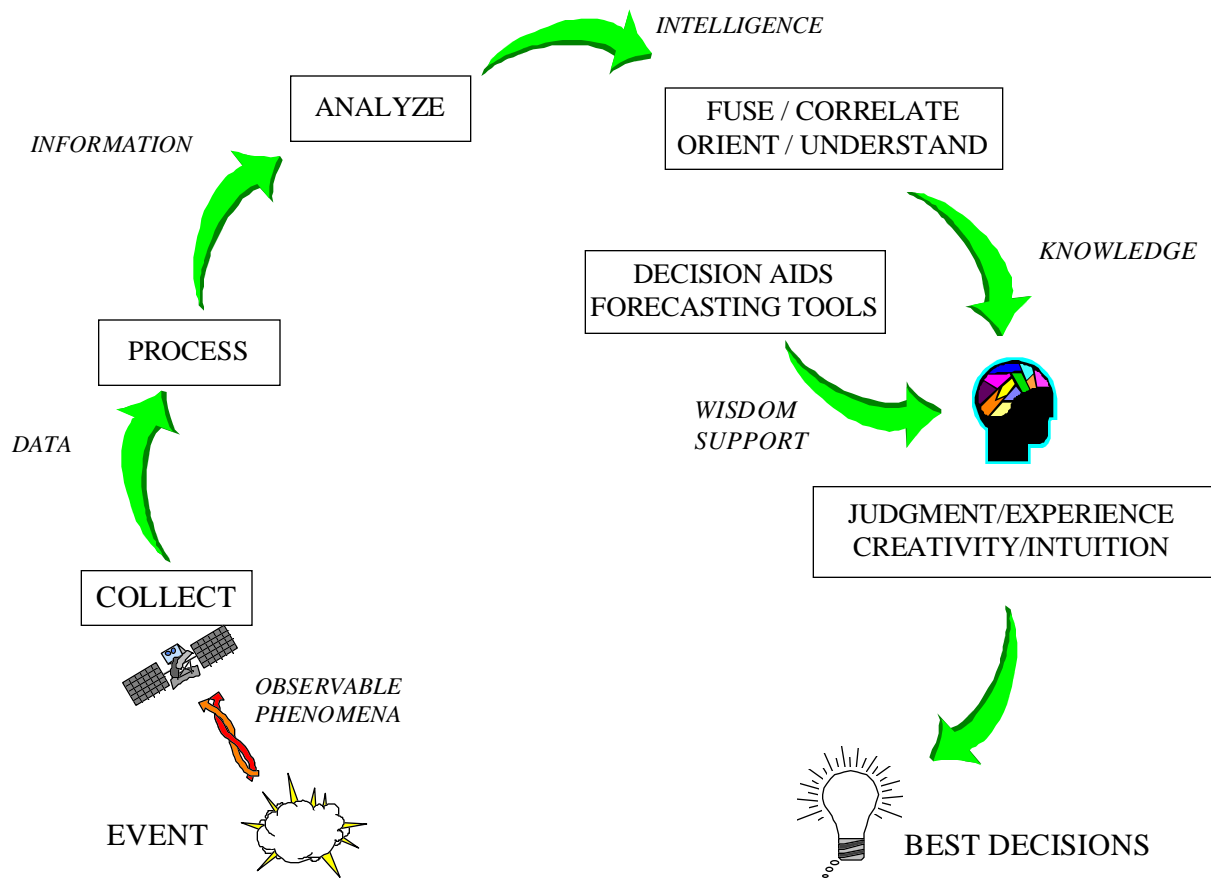 INTELLIGENCE
ANALYZE
FUSE / CORRELATE
ORIENT / UNDERSTAND
INFORMATION
KNOWLEDGE
DECISION AIDS
FORECASTING TOOLS
PROCESS
WISDOM
SUPPORT
DATA
JUDGMENT/EXPERIENCE
CREATIVITY/INTUITION
COLLECT
OBSERVABLE
PHENOMENA
EVENT
BEST DECISIONS